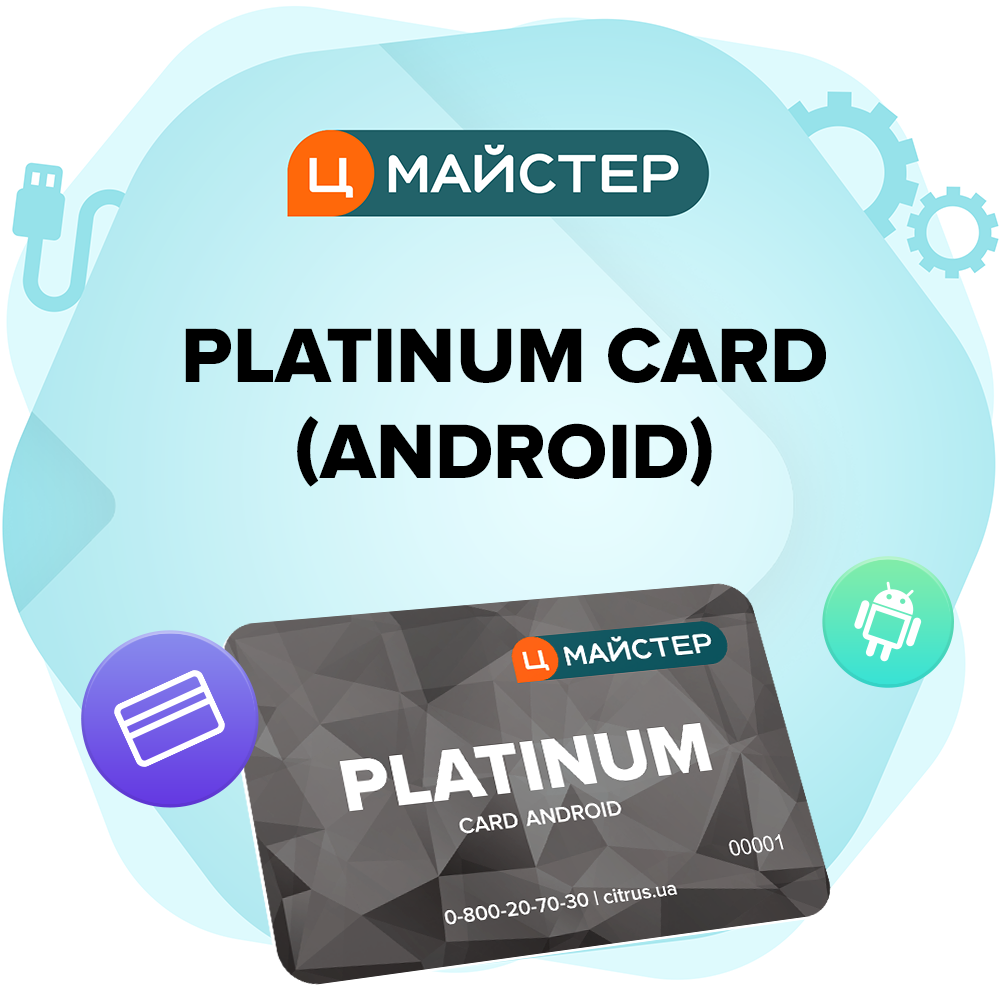 Ц МАЙСТЕР
PLATINUM CARD
(ANDROID)
Ц МАЙСТЕР
PLATINUM
CARD ANDROID
00001
0-800-20-70-30 | citrus.ua